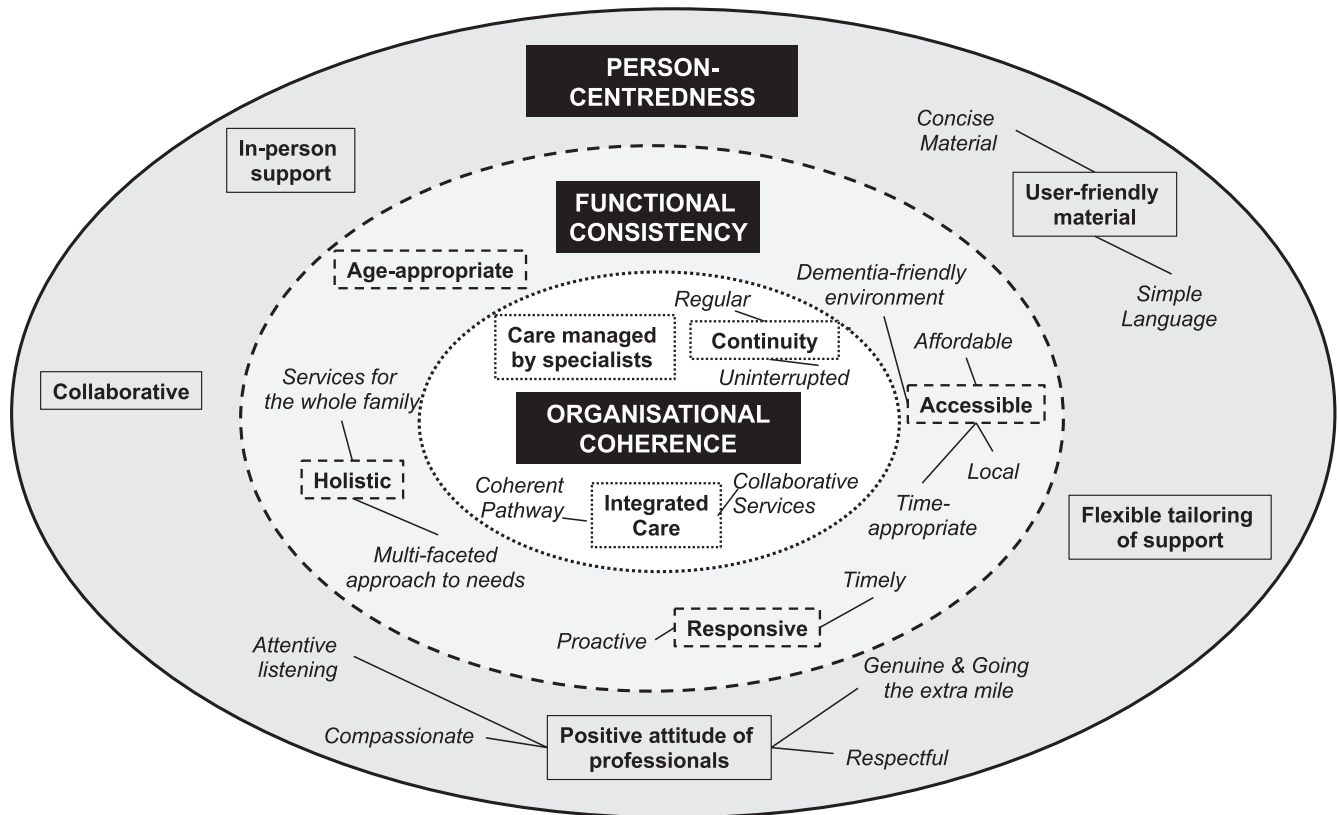 PERSON-
CENTREDNESS
In-person
support
Concise
Material
User-friendly
material
Simple
Language
FUNCTIONAL
CONSISTENCY
Age-appropriate
Dementia-friendly
environment
Regular
Care managed
by specialists
Continuity
Uninterrupted
Affordable
Accessible
Local
Time-
appropriate
Collaborative
Services for
the whole family
Holistic
Multi-faceted
approach to needs
ORGANISATIONAL
COHERENCE
Coherent
Pathway
Integrated
Care
Collaborative
Services
Flexible tailoring
of support
Timely
Proactive
Responsive
Attentive
listening
Compassionate
Positive attitude of
professionals
Genuine & Going
the extra mile
Respectful